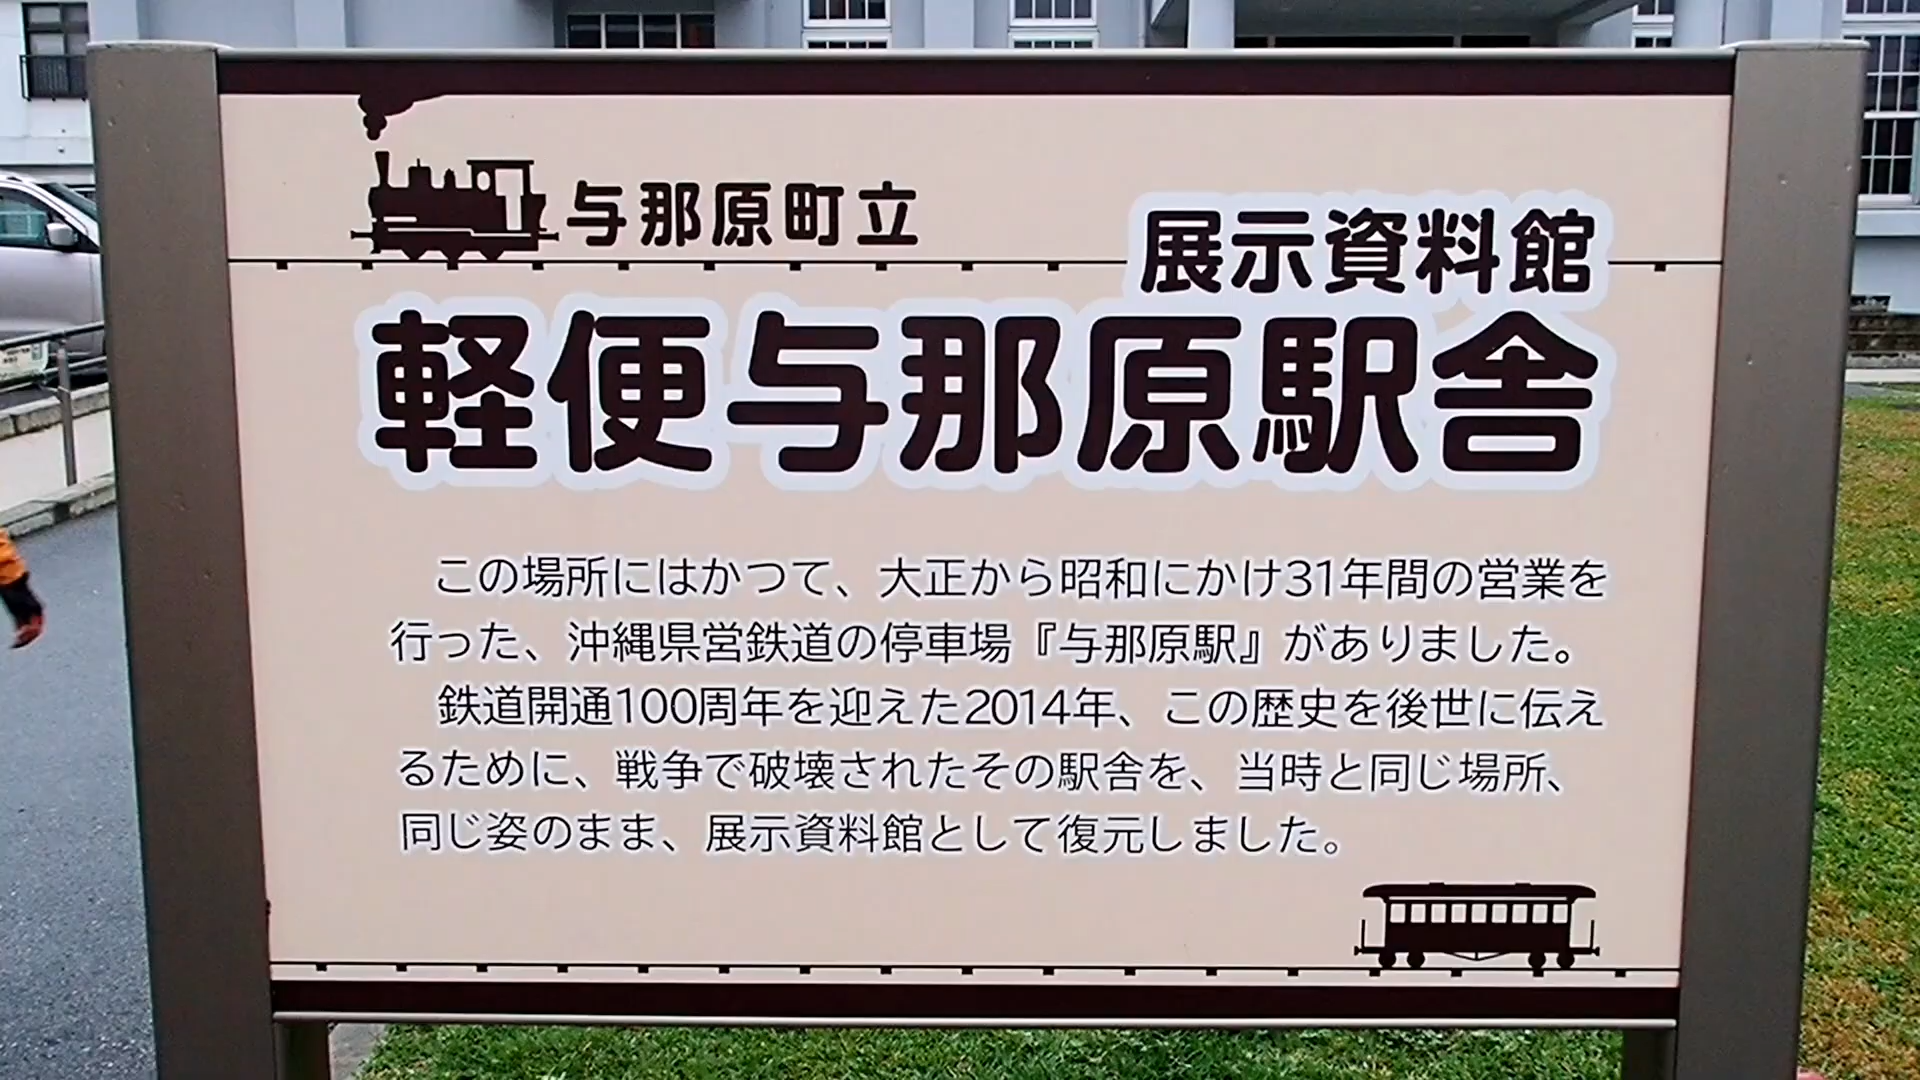 与那原町立
展示資料館
軽便与那原駅舎
この場所にはかつて、大正から昭和にかけ31年間の営業を
行った、沖縄県営鉄道の停車場『与那原駅』がありました。
鉄道開通100周年を迎えた2014年、この歴史を後世に伝え
るために、戦争で破壊されたその駅舎を、当時と同じ場所、
同じ姿のまま、展示資料館として復元しました。